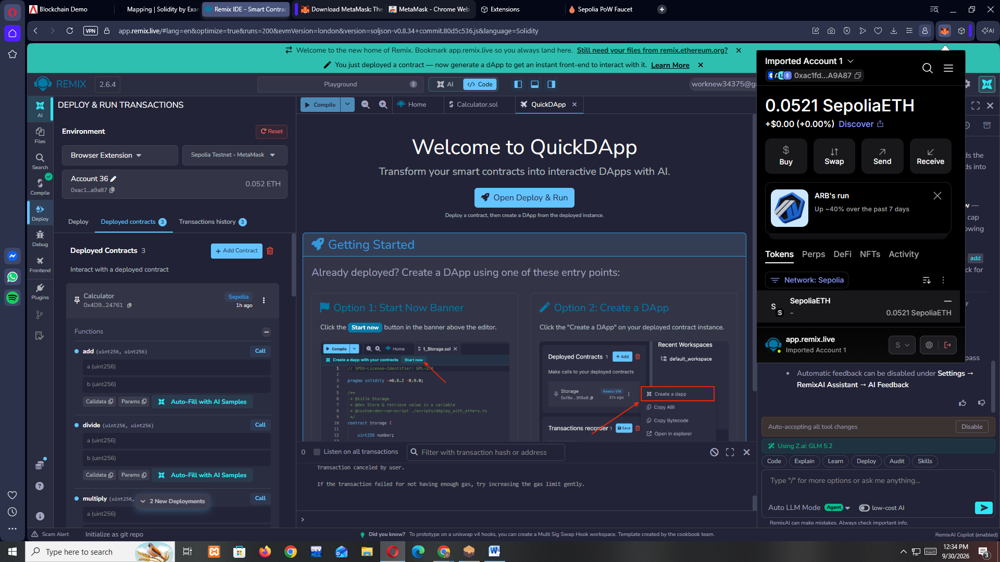 Blockchain Demo
Mapping | Solidity by Exan
Remix IDE - Smart Contrac
Download MetaMask: The
MetaMask - Chrome Web
Extensions
Sepolia PoW Faucet
VPN
app.remix.live/#lang=en&optimize=true&runs=200&evmVersion=london&version=soljson-v0.8.34+commit.80d5c536.js&language=Solidity
AI
Welcome to the new home of Remix. Bookmark app.remix.live so you always land here. Still need your files from remix.ethereum.org?
You just deployed a contract — now generate a dApp to get an instant front-end to interact with it. Learn More
REMIX
2.6.4
Playground
AI
</> Code
worknew34375@g
AI
AI
Files
Search
Compile
Deploy
Debug
Frontend
Plugins
DEPLOY & RUN TRANSACTIONS
Environment
Reset
Browser Extension
Sepolia Testnet - MetaMask
Account 36
0xac1...a9a87
0.052 ETH
Deploy
Deployed contracts 3
Transactions history 3
Deployed Contracts 3
+ Add Contract
Interact with a deployed contract
Calculator
0x4D9...24761
Sepolia
1h ago
Functions
add (uint256, uint256)
Call
a (uint256)
b (uint256)
Calldata
Params
Auto-Fill with AI Samples
divide (uint256, uint256)
Call
a (uint256)
b (uint256)
Calldata
Params
Auto-Fill with AI Samples
multiply (uint256,
Call
2 New Deployments
a (uint256)
Compile
Home
Calculator.sol
QuickDApp
Welcome to QuickDApp
Transform your smart contracts into interactive DApps with AI.
Open Deploy & Run
Deploy a contract, then create a DApp from the deployed instance.
Getting Started
Already deployed? Create a DApp using one of these entry points:
Option 1: Start Now Banner
Click the Start now button in the banner above the editor.
Compile
Home
1_Storage.sol
Create a dapp with your contracts Start now
1 // SPDX-License-Identifier: GPL-3.0
2
3 pragma solidity >=0.8.2 <0.9.0;
4
5 /**
6 * @title Storage
7 * @dev Store & retrieve value in a variable
8 * @custom:dev-run-script ./scripts/deploy_with_ethers.ts
9 */
10 contract Storage {
11
12 uint256 number;
Option 2: Create a DApp
Click the "Create a DApp" on your deployed contract instance.
Recent Workspaces
default_workspace
Deployed Contracts 1
+ Add
Make calls to your deployed contracts
Storage
0xf8e...9fBe8
Remix VM
37s ago
Create a dapp
Copy ABI
Copy Bytecode
Open in explorer
Transactions recorder 1
Save
0
Listen on all transactions
Filter with transaction hash or address
Transaction canceled by user.
If the transaction failed for not having enough gas, try increasing the gas limit gently.
>
Imported Account 1
0xac1fd...A9A87
0.0521 SepoliaETH
+$0.00 (+0.00%) Discover
Buy
Swap
Send
Receive
ARB's run
Up ~40% over the past 7 days
Tokens
Perps
DeFi
NFTs
Activity
Network: Sepolia
S
S
SepoliaETH
-
—
0.0521 SepoliaETH
app.remix.live
Imported Account 1
S
ds the
ds into
w —
cap
owing
add
ck for
r
pass
• Automatic feedback can be disabled under Settings →
RemixAI Assistant → AI Feedback
Auto-accepting all tool changes
Disable
Using Z.ai: GLM 5.2
Code
Explain
Learn
Deploy
Audit
Skills
Type "/" for more options or ask me anything...
Auto LLM Mode
Agent
low-cost AI
RemixAI can make mistakes. Always check important info.
Scam Alert
Initialize as git repo
Did you know? To prototype on a uniswap v4 hooks, you can create a Multi Sig Swap Hook workspace. Template created by the cookbook team.
RemixAI Copilot (enabled)
Type here to search
DEV
12:34 PM
9/30/2026
3